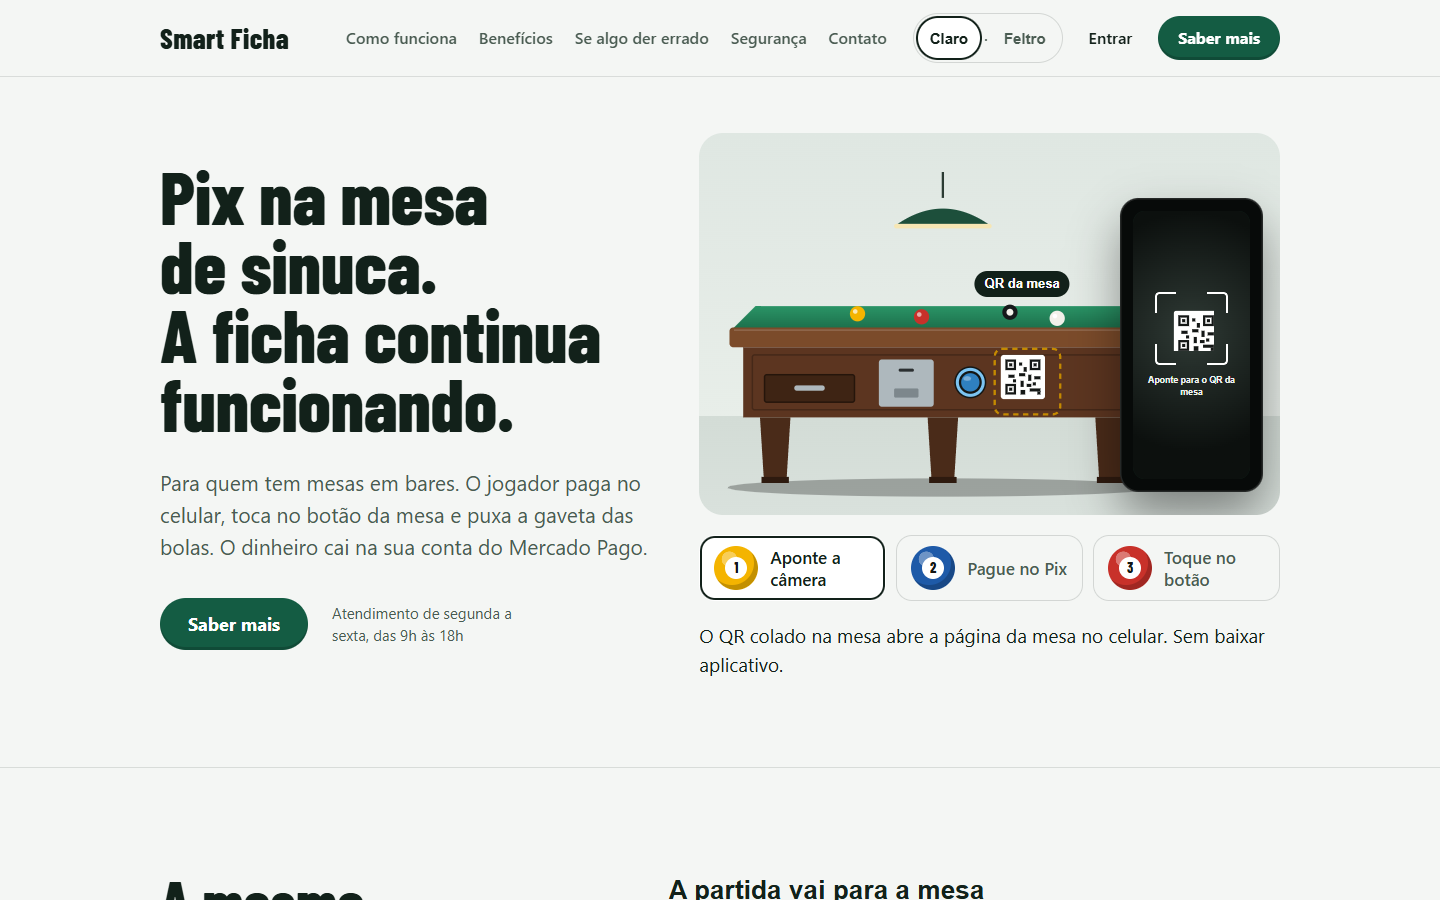 Smart Ficha
Como funciona
Benefícios
Se algo der errado
Segurança
Contato
Claro
·
Feltro
Entrar
Saber mais
Pix na mesa
de sinuca.
A ficha continua
funcionando.
Para quem tem mesas em bares. O jogador paga no
celular, toca no botão da mesa e puxa a gaveta das
bolas. O dinheiro cai na sua conta do Mercado Pago.
Saber mais
Atendimento de segunda a
sexta, das 9h às 18h
QR da mesa
Aponte para o QR da
mesa
1
Aponte a
câmera
2
Pague no Pix
3
Toque no
botão
O QR colado na mesa abre a página da mesa no celular. Sem baixar
aplicativo.
A mesma
A partida vai para a mesa